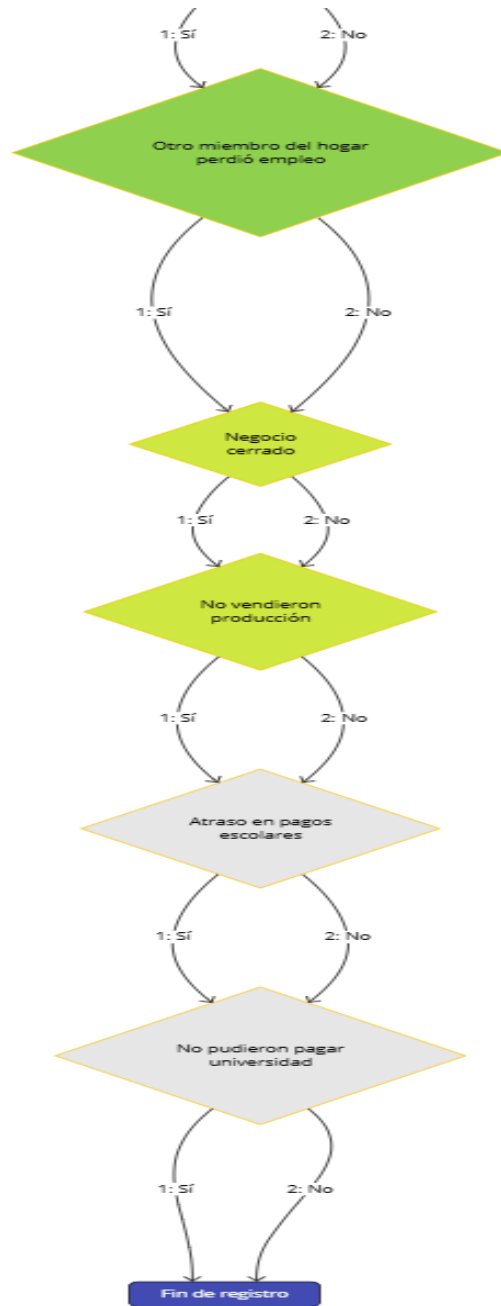 1: Sí
2: No
Otro miembro del hogar
perdió empleo
1: Sí
2: No
Negocio
cerrado
1: Sí
2: No
No vendieron
producción
1: Sí
2: No
Atraso en pagos
escolares
1: Sí
2: No
No pudieron pagar
universidad
1: Sí
2: No
Fin de registro